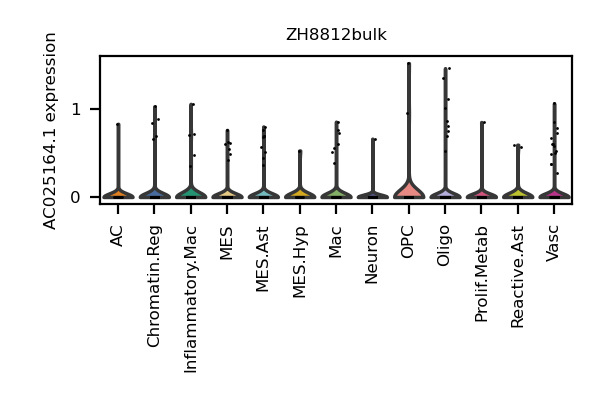 ZH8812bulk
AC025164.1 expression
1
0
AC
Chromatin.Reg
Inflammatory.Mac
MES
MES.Ast
MES.Hyp
Mac
Neuron
OPC
Oligo
Prolif.Metab
Reactive.Ast
Vasc